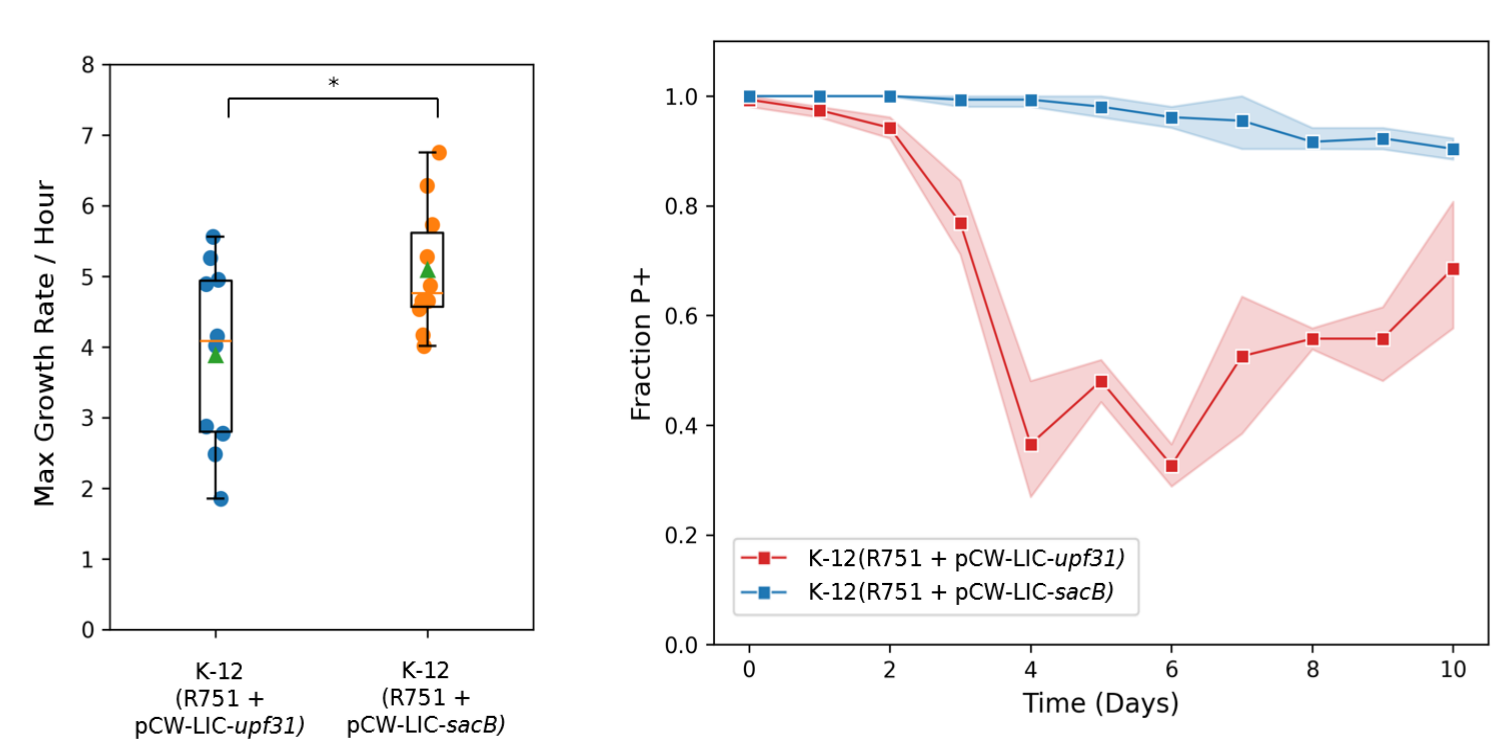 8
7
6
5
4
3
2
1
0
Max Growth Rate / Hour
*
K-12
(R751 +
pCW-LIC-upf31)
K-12
(R751 +
pCW-LIC-sacB)
1.0
0.8
0.6
0.4
0.2
0.0
Fraction P+
K-12(R751 + pCW-LIC-upf31)
K-12(R751 + pCW-LIC-sacB)
0 2 4 6 8 10
Time (Days)